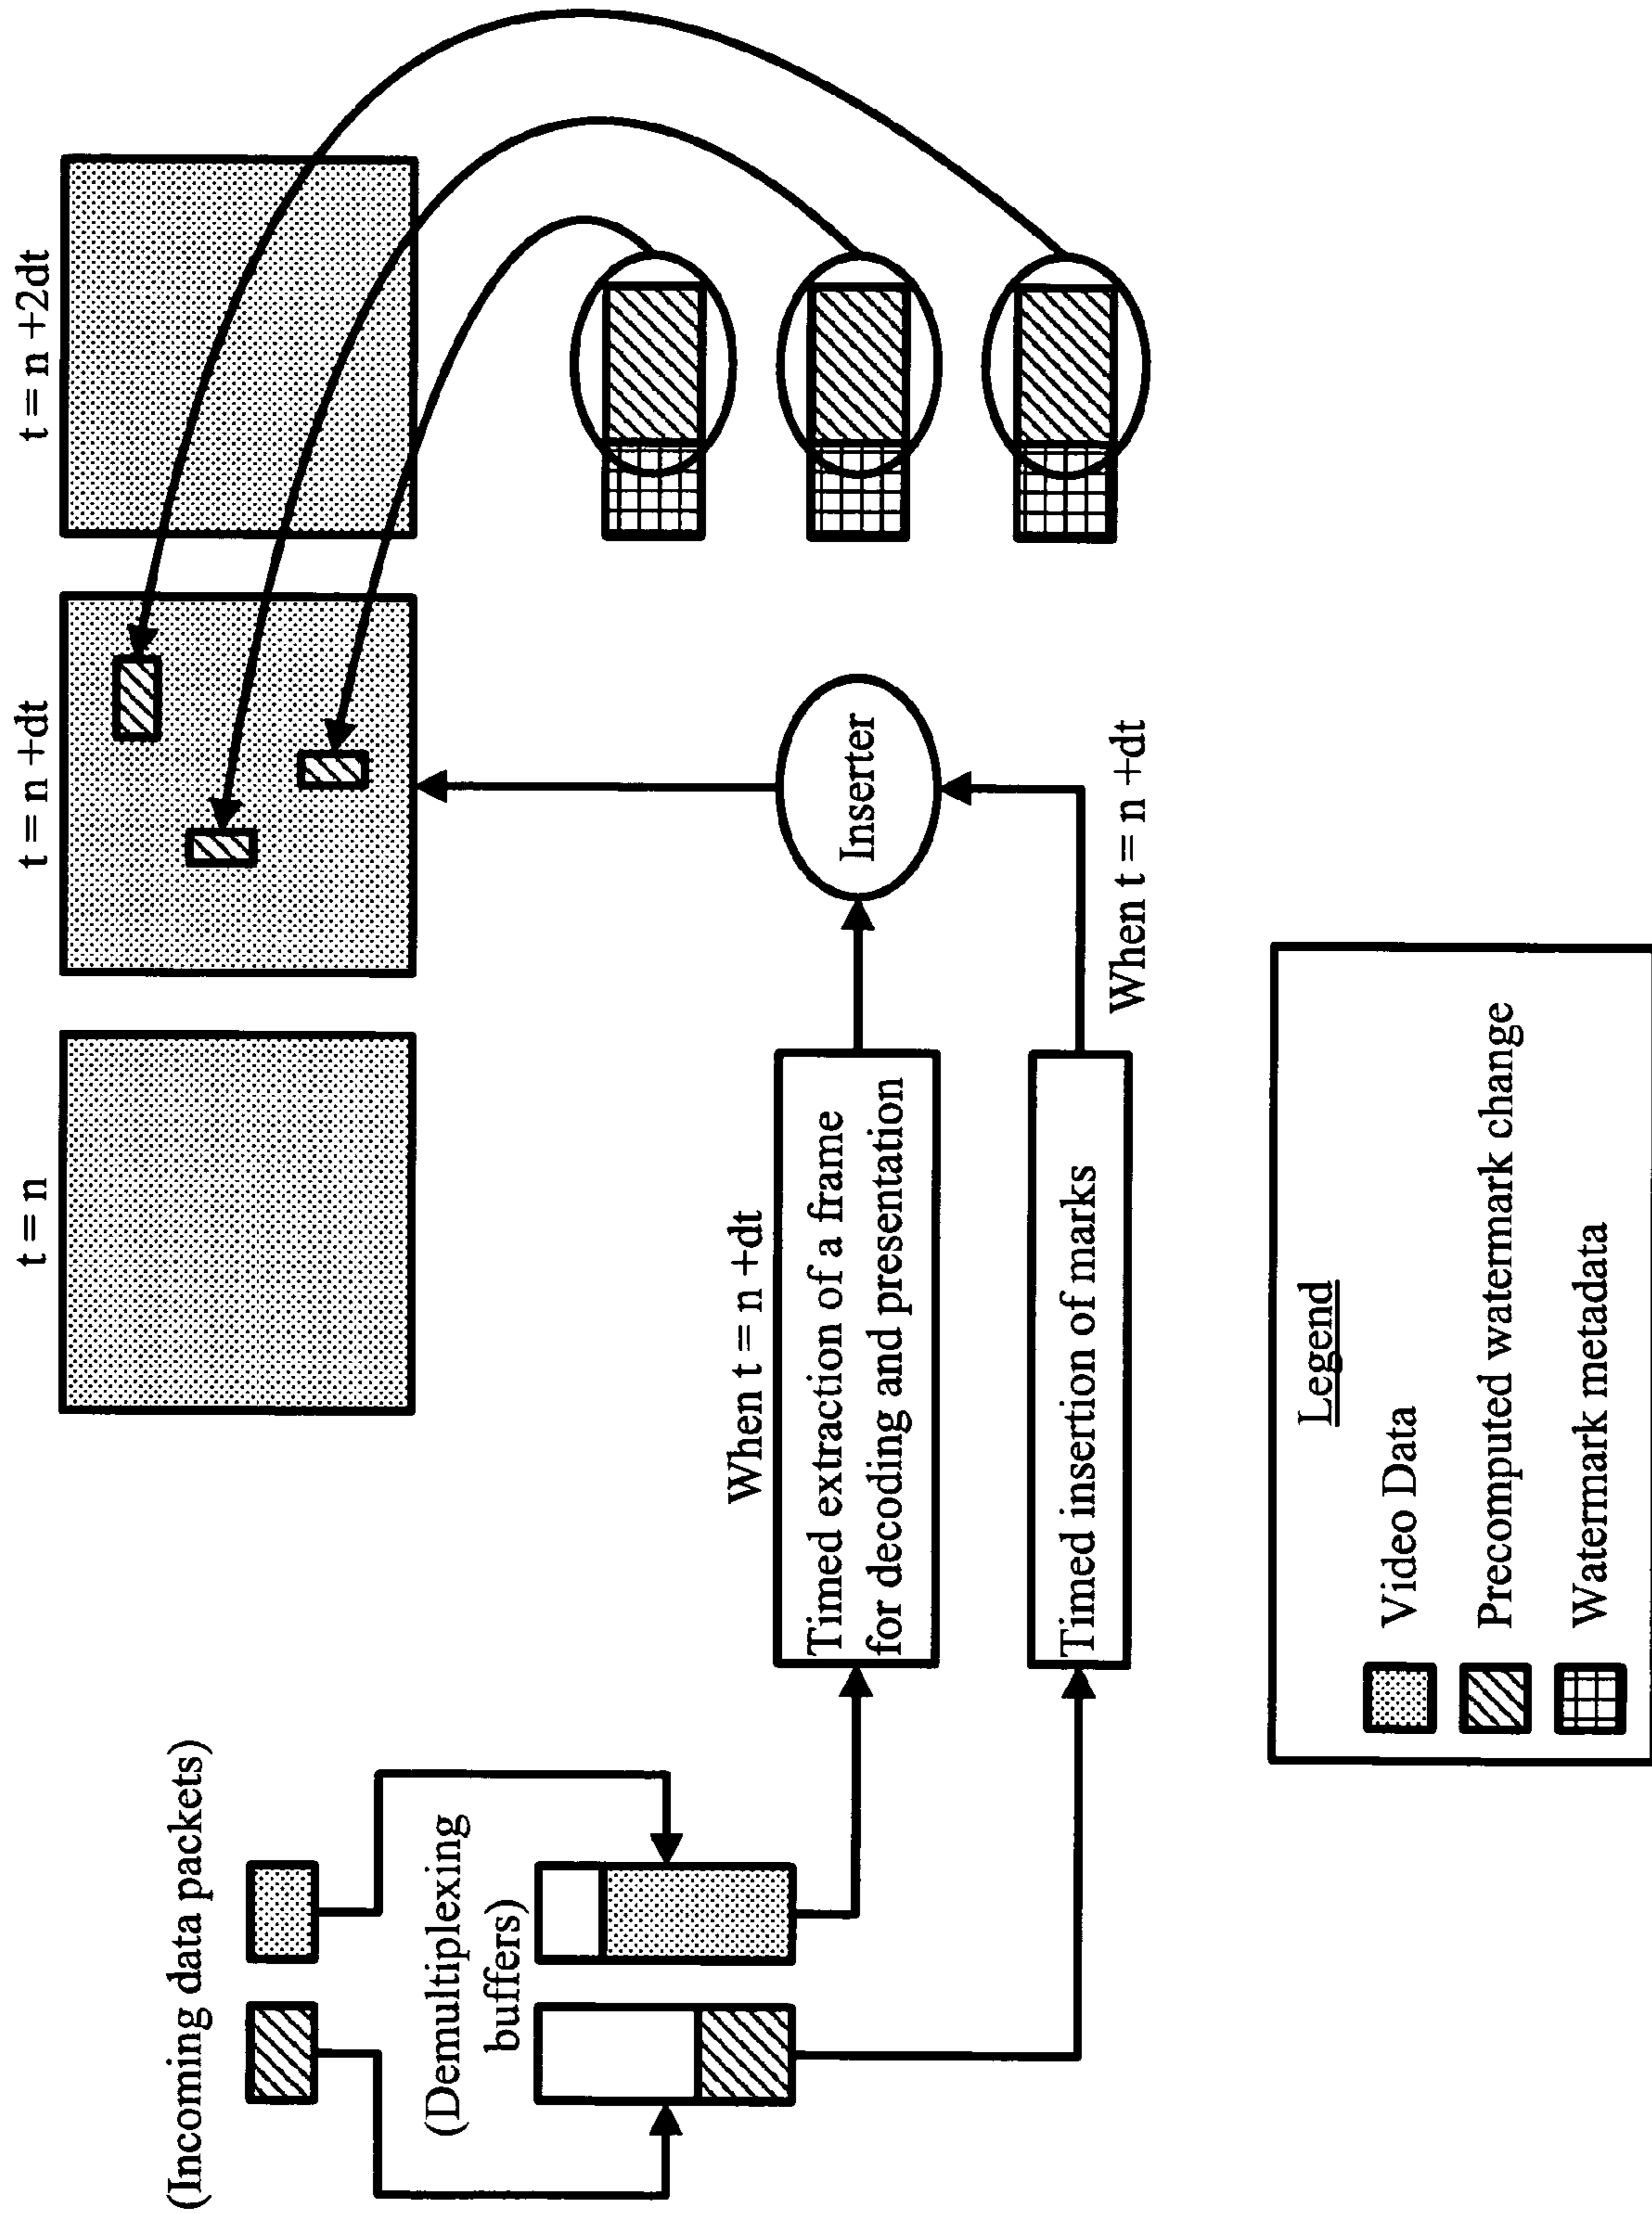 t = n
t = n +dt
t = n +2dt
(Incoming data packets)
(Demultiplexing
buffers)
When t = n +dt
Timed extraction of a frame
for decoding and presentation
Inserter
Timed insertion of marks
When t = n +dt
Legend
Video Data
Precomputed watermark change
Watermark metadata